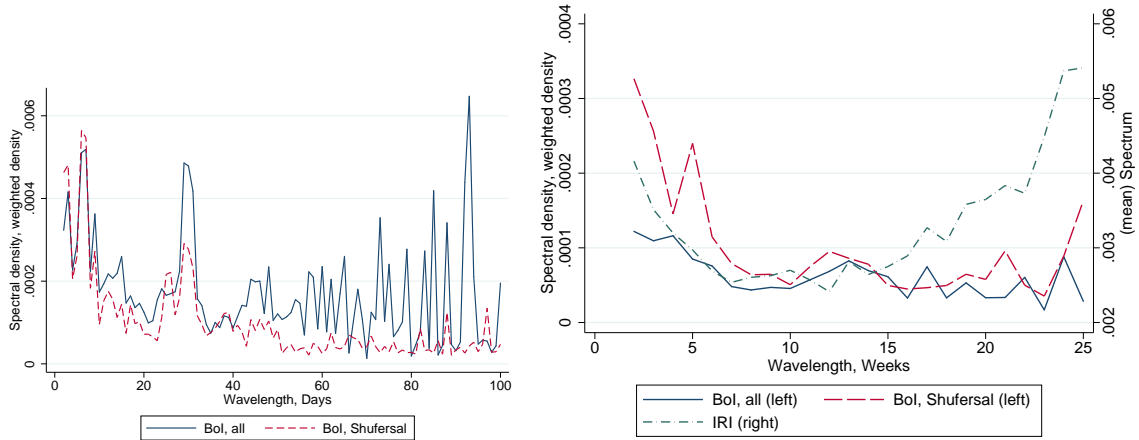 Spectral density, weighted density
0 .0002 .0004 .0006
0 20 40 60 80 100
Wavelength, Days
BoI, all BoI, Shufersal
Spectral density, weighted density
0 .0001 .0002 .0003 .0004
.002 .003 .004 .005 .006
(mean) Spectrum
0 5 10 15 20 25
Wavelength, Weeks
BoI, all (left) BoI, Shufersal (left)
IRI (right)